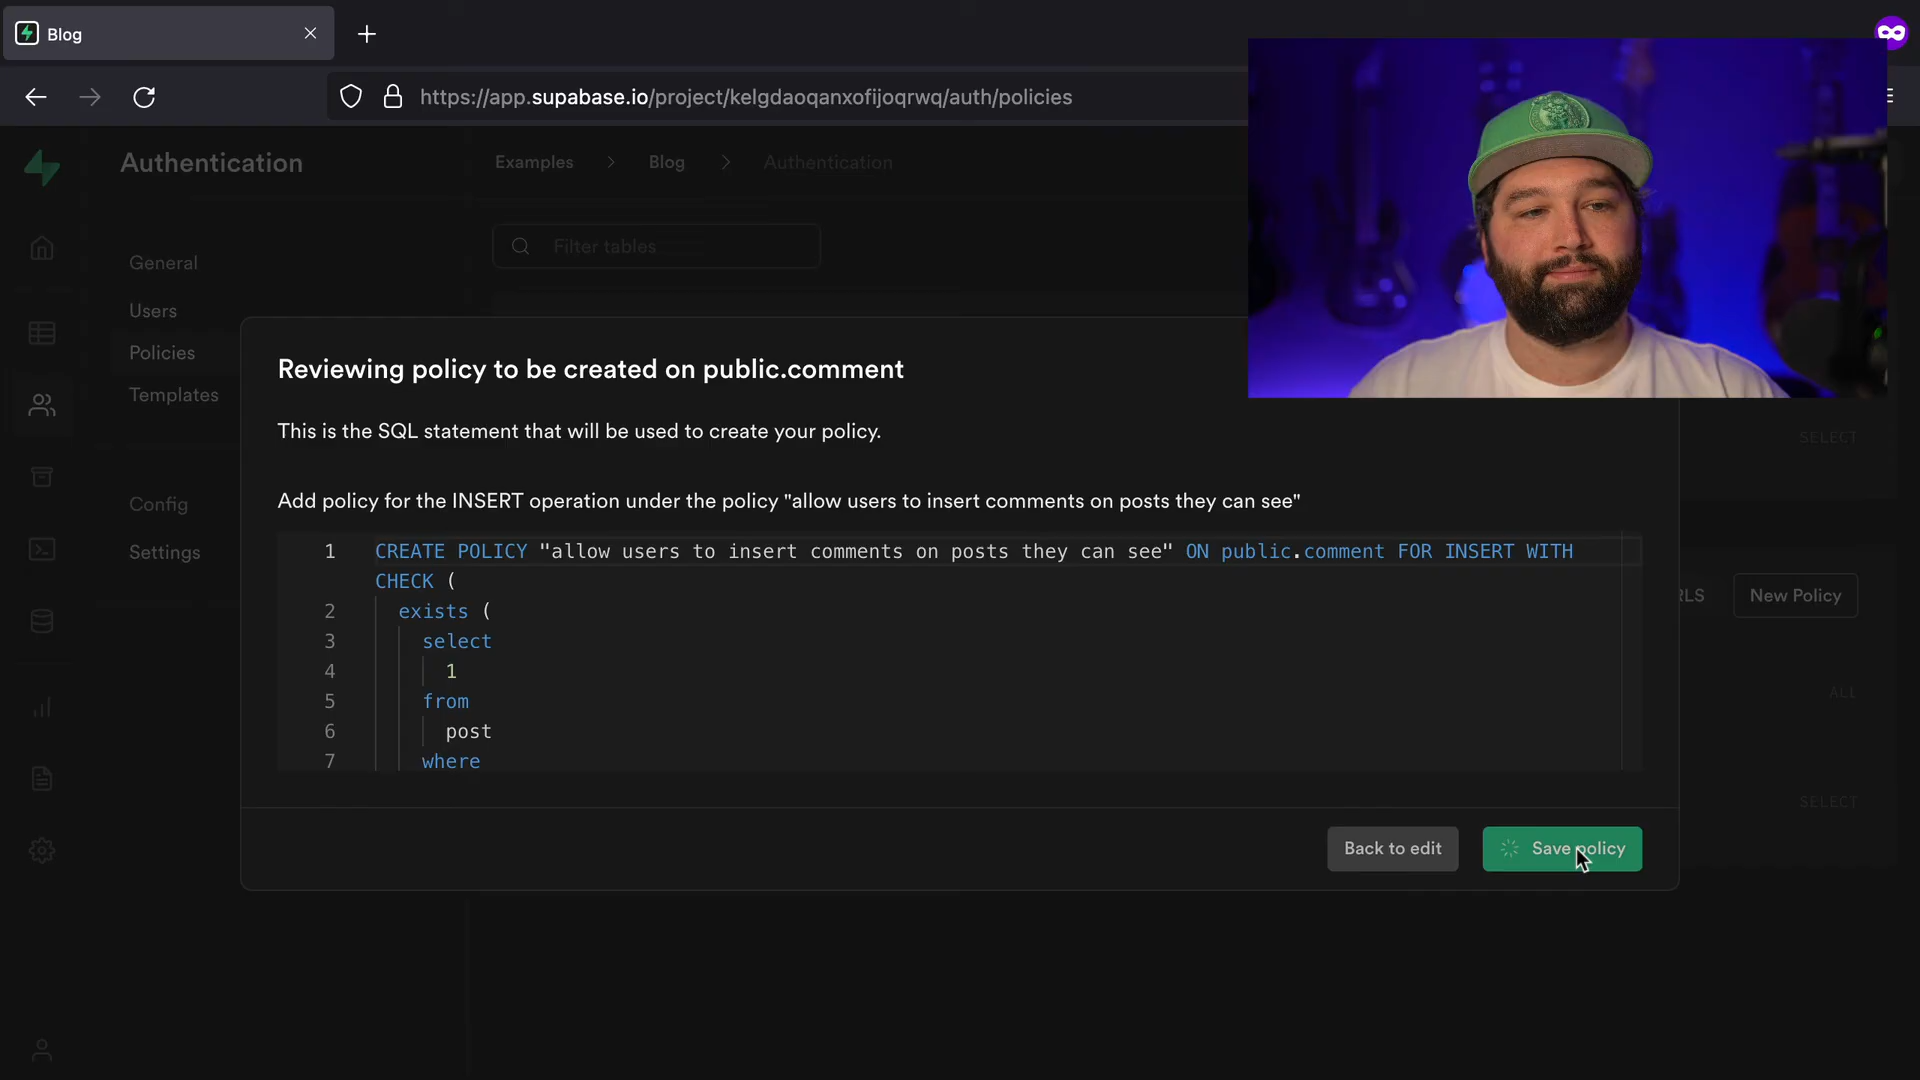 Blog
https://app.supabase.io/project/kelgdaoqanxofijoqrwq/auth/policies
Authentication
Examples > Blog > Authentication
Filter tables
General
Users
Policies
Templates
Config
Settings
Reviewing policy to be created on public.comment
This is the SQL statement that will be used to create your policy.
Add policy for the INSERT operation under the policy "allow users to insert comments on posts they can see"
1 CREATE POLICY "allow users to insert comments on posts they can see" ON public.comment FOR INSERT WITH
CHECK (
2 exists (
3 select
4 1
5 from
6 post
7 where
Back to edit
Save policy
SELECT
RLS
New Policy
ALL
SELECT